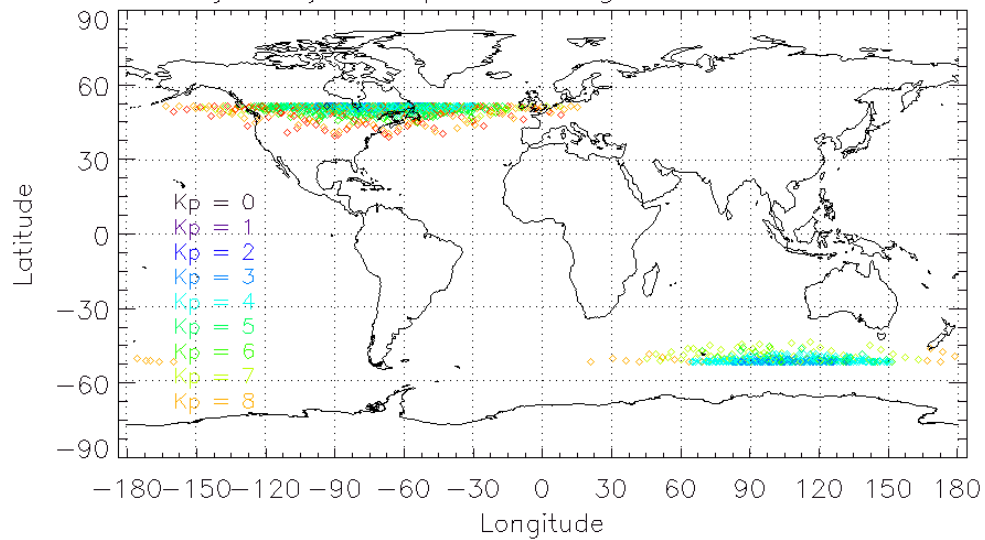 90
60
30
0
−30
−60
−90
Latitude
Kp = 0
Kp = 1
Kp = 2
Kp = 3
Kp = 4
Kp = 5
Kp = 6
Kp = 7
Kp = 8
−180 −150 −120 −90 −60 −30 0 30 60 90 120 150 180
Longitude